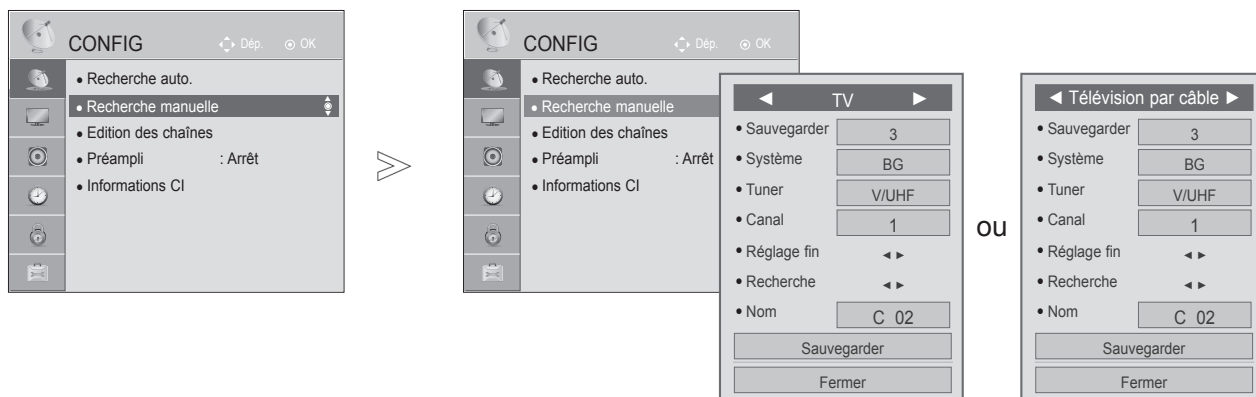 CONFIG Dép. OK
• Recherche auto.
• Recherche manuelle
• Edition des chaînes
• Préampli : Arrêt
• Informations CI
CONFIG Dép. OK
• Recherche auto.
• Recherche manuelle
• Edition des chaînes
• Préampli : Arrêt
• Informations CI
◄ TV ►
• Sauvegarder 3
• Système BG
• Tuner V/UHF
• Canal 1
• Réglage fin ◄ ►
• Recherche ◄ ►
• Nom C 02
Sauvegarder
Fermer
ou
◄ Télévision par câble ►
• Sauvegarder 3
• Système BG
• Tuner V/UHF
• Canal 1
• Réglage fin ◄ ►
• Recherche ◄ ►
• Nom C 02
Sauvegarder
Fermer